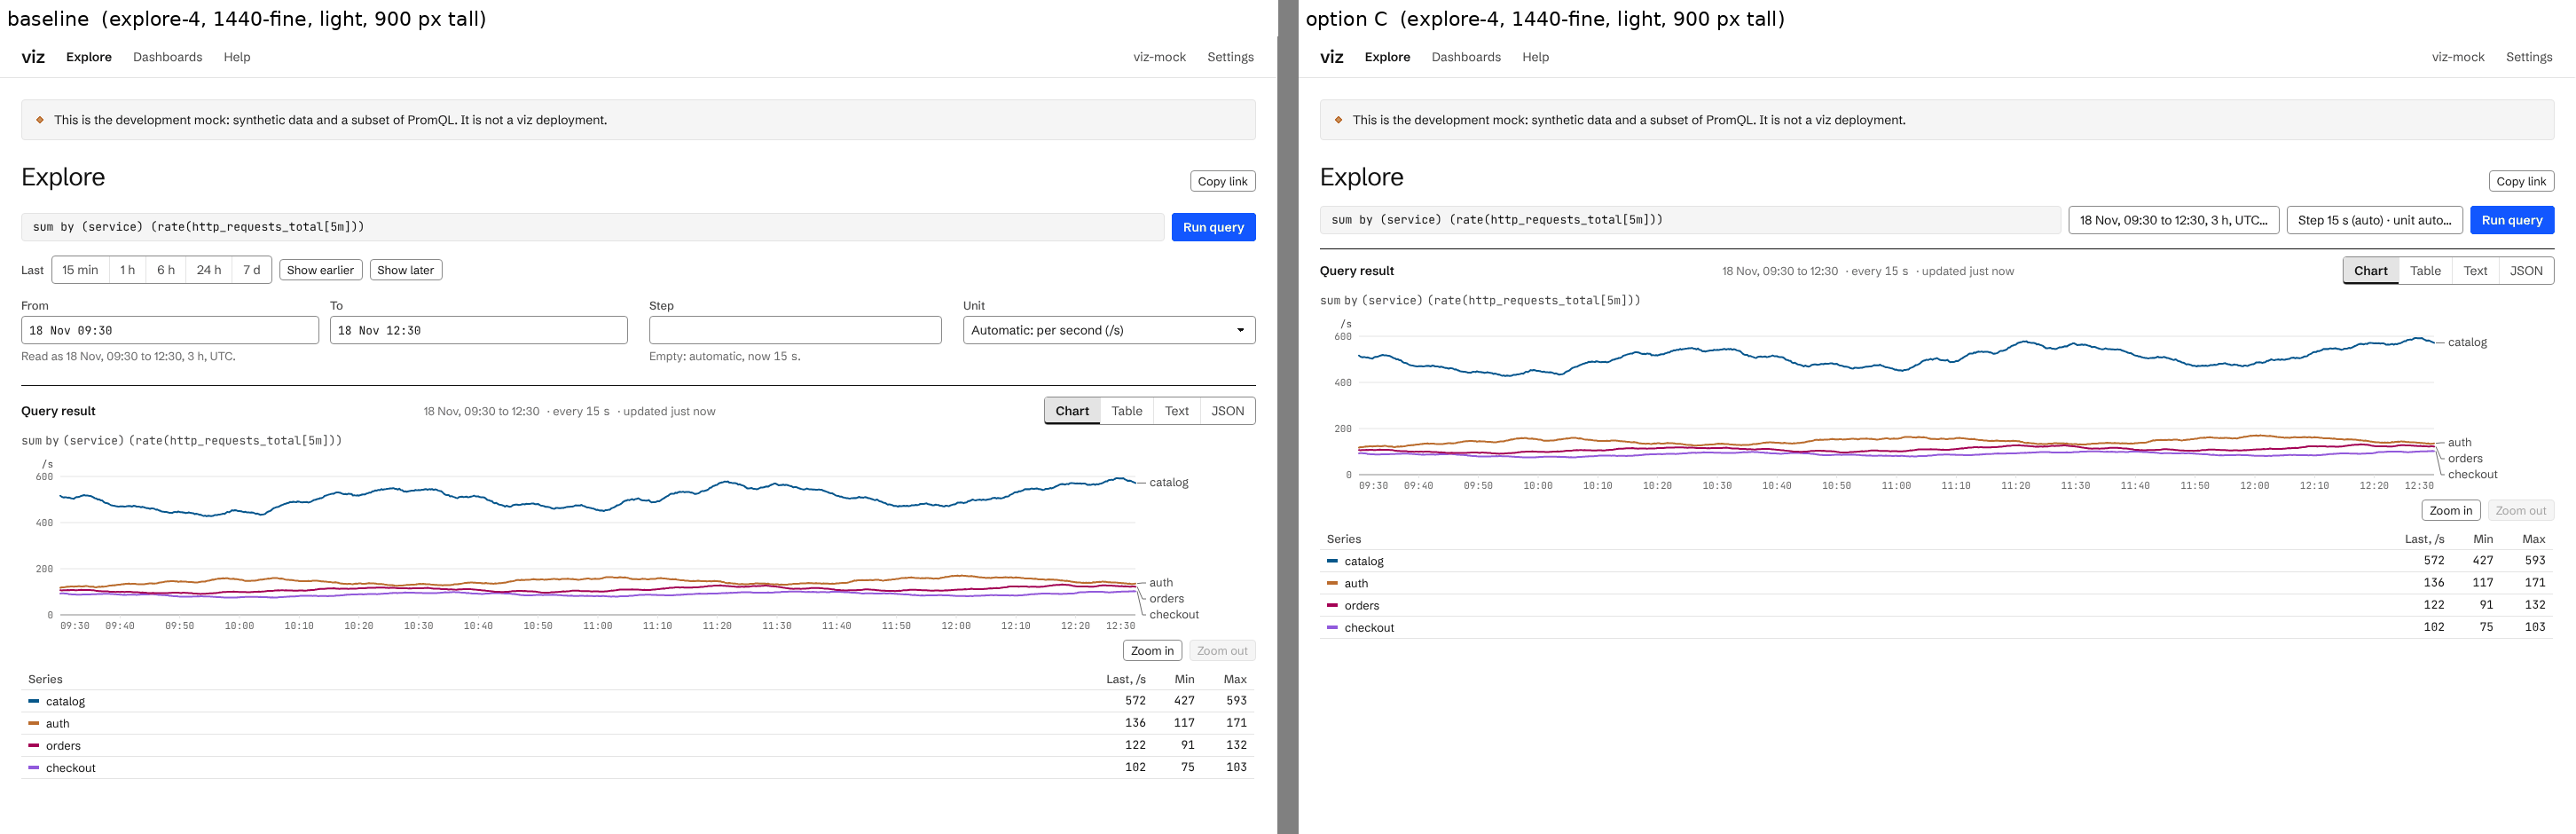 baseline  (explore-4, 1440-fine, light, 900 px tall)
viz Explore Dashboards Help viz-mock Settings
This is the development mock: synthetic data and a subset of PromQL. It is not a viz deployment.
Explore Copy link
sum by (service) (rate(http_requests_total[5m])) Run query
Last 15 min 1 h 6 h 24 h 7 d Show earlier Show later
From To Step Unit
18 Nov 09:30 18 Nov 12:30 Automatic: per second (/s)
Read as 18 Nov, 09:30 to 12:30, 3 h, UTC. Empty: automatic, now 15 s.
Query result 18 Nov, 09:30 to 12:30 · every 15 s · updated just now Chart Table Text JSON
sum by (service) (rate(http_requests_total[5m]))
/s
600
catalog
400
200
auth
orders
0 checkout
09:30 09:40 09:50 10:00 10:10 10:20 10:30 10:40 10:50 11:00 11:10 11:20 11:30 11:40 11:50 12:00 12:10 12:20 12:30
Zoom in Zoom out
Series Last, /s Min Max
catalog 572 427 593
auth 136 117 171
orders 122 91 132
checkout 102 75 103
option C  (explore-4, 1440-fine, light, 900 px tall)
viz Explore Dashboards Help viz-mock Settings
This is the development mock: synthetic data and a subset of PromQL. It is not a viz deployment.
Explore Copy link
sum by (service) (rate(http_requests_total[5m])) 18 Nov, 09:30 to 12:30, 3 h, UTC... Step 15 s (auto) · unit auto... Run query
Query result 18 Nov, 09:30 to 12:30 · every 15 s · updated just now Chart Table Text JSON
sum by (service) (rate(http_requests_total[5m]))
/s
600
catalog
400
200
auth
orders
0 checkout
09:30 09:40 09:50 10:00 10:10 10:20 10:30 10:40 10:50 11:00 11:10 11:20 11:30 11:40 11:50 12:00 12:10 12:20 12:30
Zoom in Zoom out
Series Last, /s Min Max
catalog 572 427 593
auth 136 117 171
orders 122 91 132
checkout 102 75 103